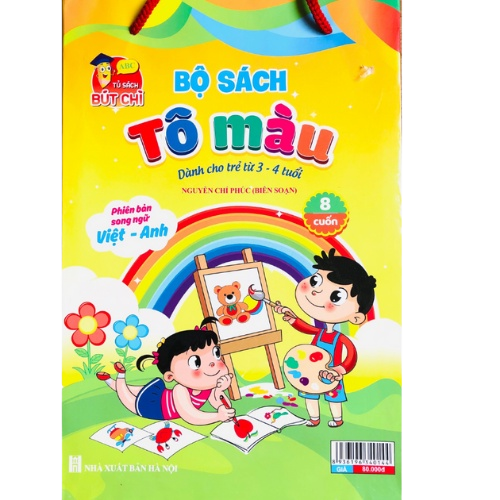 ABC
TỦ SÁCH
BÚT CHÌ
BỘ SÁCH
Tô màu
Dành cho trẻ từ 3 - 4 tuổi
NGUYỄN CHÍ PHÚC (BIÊN SOẠN)
8
cuốn
Phiên bản
song ngữ
Việt - Anh
NHÀ XUẤT BẢN HÀ NỘI
GIÁ